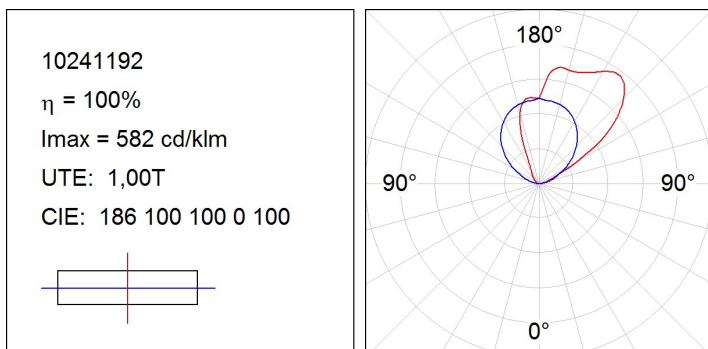 10241192
η = 100%
Imax = 582 cd/klm
UTE: 1,00T
CIE: 186 100 100 0 100
180°
90° 90°
0°